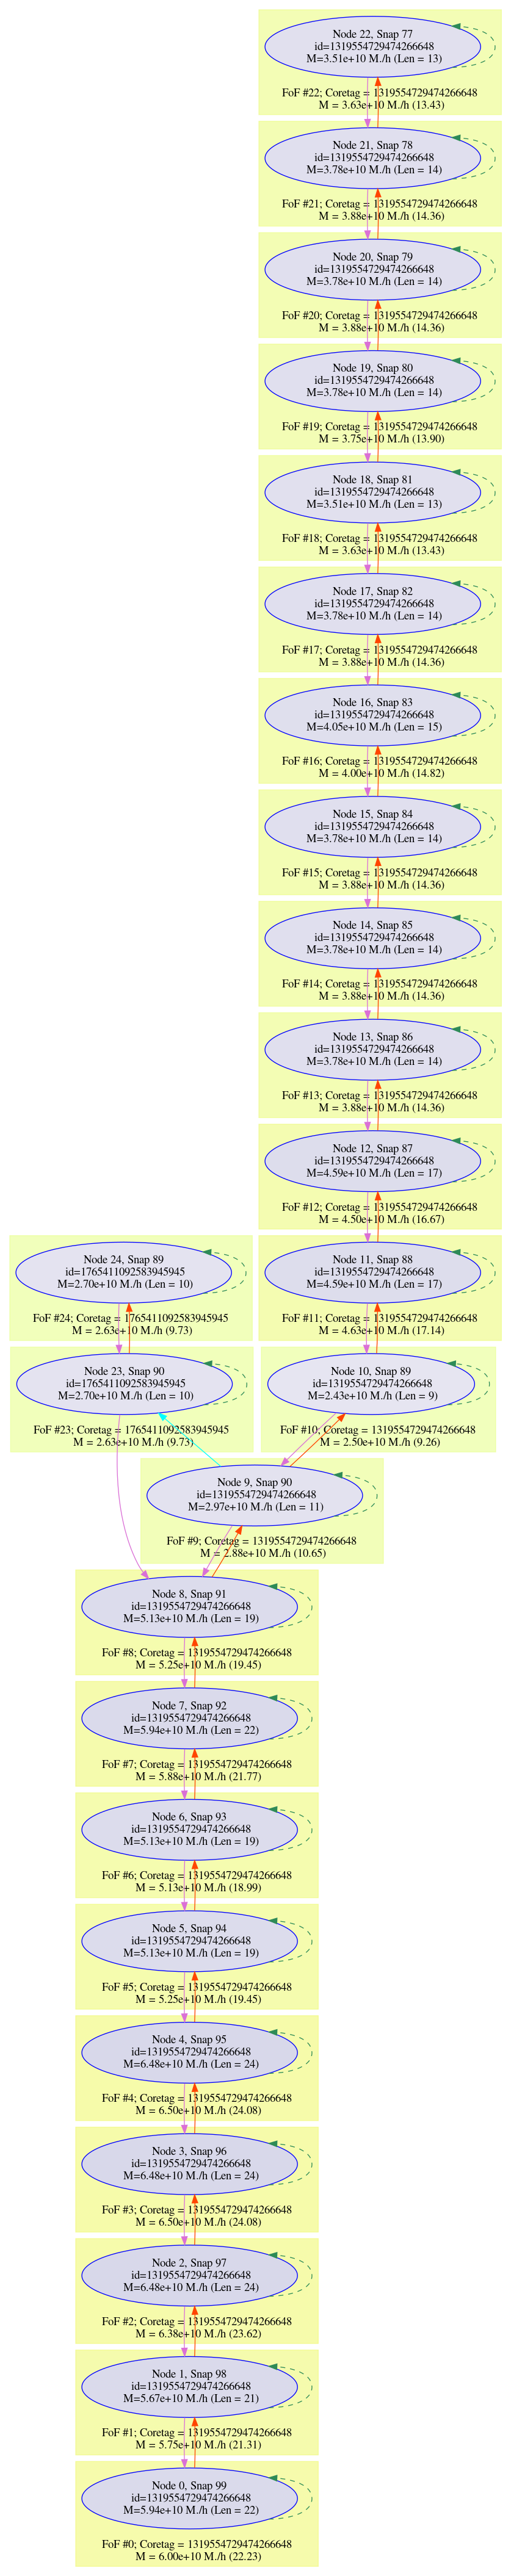 Node 22, Snap 77
id=1319554729474266648
M=3.51e+10 M./h (Len = 13)
FoF #22; Coretag = 1319554729474266648
M = 3.63e+10 M./h (13.43)
Node 21, Snap 78
id=1319554729474266648
M=3.78e+10 M./h (Len = 14)
FoF #21; Coretag = 1319554729474266648
M = 3.88e+10 M./h (14.36)
Node 20, Snap 79
id=1319554729474266648
M=3.78e+10 M./h (Len = 14)
FoF #20; Coretag = 1319554729474266648
M = 3.88e+10 M./h (14.36)
Node 19, Snap 80
id=1319554729474266648
M=3.78e+10 M./h (Len = 14)
FoF #19; Coretag = 1319554729474266648
M = 3.75e+10 M./h (13.90)
Node 18, Snap 81
id=1319554729474266648
M=3.51e+10 M./h (Len = 13)
FoF #18; Coretag = 1319554729474266648
M = 3.63e+10 M./h (13.43)
Node 17, Snap 82
id=1319554729474266648
M=3.78e+10 M./h (Len = 14)
FoF #17; Coretag = 1319554729474266648
M = 3.88e+10 M./h (14.36)
Node 16, Snap 83
id=1319554729474266648
M=4.05e+10 M./h (Len = 15)
FoF #16; Coretag = 1319554729474266648
M = 4.00e+10 M./h (14.82)
Node 15, Snap 84
id=1319554729474266648
M=3.78e+10 M./h (Len = 14)
FoF #15; Coretag = 1319554729474266648
M = 3.88e+10 M./h (14.36)
Node 14, Snap 85
id=1319554729474266648
M=3.78e+10 M./h (Len = 14)
FoF #14; Coretag = 1319554729474266648
M = 3.88e+10 M./h (14.36)
Node 13, Snap 86
id=1319554729474266648
M=3.78e+10 M./h (Len = 14)
FoF #13; Coretag = 1319554729474266648
M = 3.88e+10 M./h (14.36)
Node 12, Snap 87
id=1319554729474266648
M=4.59e+10 M./h (Len = 17)
FoF #12; Coretag = 1319554729474266648
M = 4.50e+10 M./h (16.67)
Node 24, Snap 89
id=1765411092583945945
M=2.70e+10 M./h (Len = 10)
FoF #24; Coretag = 1765411092583945945
M = 2.63e+10 M./h (9.73)
Node 11, Snap 88
id=1319554729474266648
M=4.59e+10 M./h (Len = 17)
FoF #11; Coretag = 1319554729474266648
M = 4.63e+10 M./h (17.14)
Node 23, Snap 90
id=1765411092583945945
M=2.70e+10 M./h (Len = 10)
FoF #23; Coretag = 1765411092583945945
M = 2.63e+10 M./h (9.73)
Node 10, Snap 89
id=1319554729474266648
M=2.43e+10 M./h (Len = 9)
FoF #10; Coretag = 1319554729474266648
M = 2.50e+10 M./h (9.26)
Node 9, Snap 90
id=1319554729474266648
M=2.97e+10 M./h (Len = 11)
FoF #9; Coretag = 1319554729474266648
M = 2.88e+10 M./h (10.65)
Node 8, Snap 91
id=1319554729474266648
M=5.13e+10 M./h (Len = 19)
FoF #8; Coretag = 1319554729474266648
M = 5.25e+10 M./h (19.45)
Node 7, Snap 92
id=1319554729474266648
M=5.94e+10 M./h (Len = 22)
FoF #7; Coretag = 1319554729474266648
M = 5.88e+10 M./h (21.77)
Node 6, Snap 93
id=1319554729474266648
M=5.13e+10 M./h (Len = 19)
FoF #6; Coretag = 1319554729474266648
M = 5.13e+10 M./h (18.99)
Node 5, Snap 94
id=1319554729474266648
M=5.13e+10 M./h (Len = 19)
FoF #5; Coretag = 1319554729474266648
M = 5.25e+10 M./h (19.45)
Node 4, Snap 95
id=1319554729474266648
M=6.48e+10 M./h (Len = 24)
FoF #4; Coretag = 1319554729474266648
M = 6.50e+10 M./h (24.08)
Node 3, Snap 96
id=1319554729474266648
M=6.48e+10 M./h (Len = 24)
FoF #3; Coretag = 1319554729474266648
M = 6.50e+10 M./h (24.08)
Node 2, Snap 97
id=1319554729474266648
M=6.48e+10 M./h (Len = 24)
FoF #2; Coretag = 1319554729474266648
M = 6.38e+10 M./h (23.62)
Node 1, Snap 98
id=1319554729474266648
M=5.67e+10 M./h (Len = 21)
FoF #1; Coretag = 1319554729474266648
M = 5.75e+10 M./h (21.31)
Node 0, Snap 99
id=1319554729474266648
M=5.94e+10 M./h (Len = 22)
FoF #0; Coretag = 1319554729474266648
M = 6.00e+10 M./h (22.23)